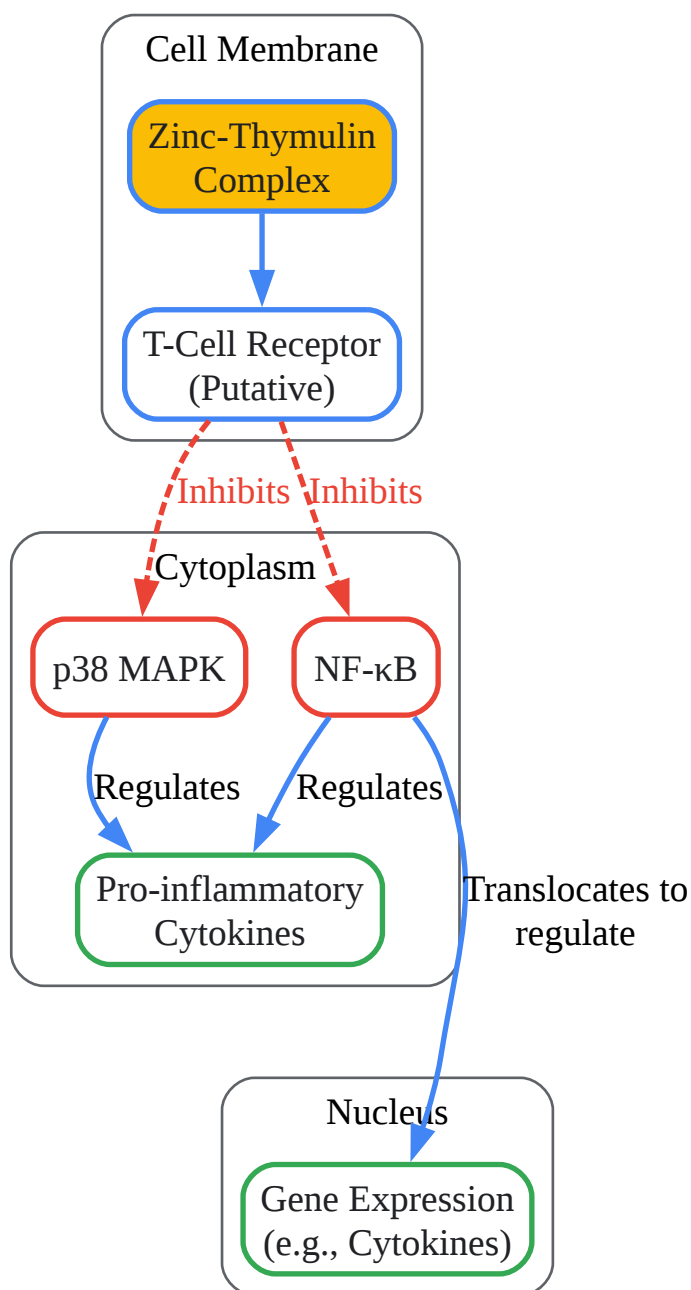 Cell Membrane
Zinc-Thymulin
Complex
T-Cell Receptor
(Putative)
Inhibits
Inhibits
Cytoplasm
p38 MAPK
NF-κB
Regulates
Regulates
Pro-inflammatory
Cytokines
Translocates to
regulate
Nucleus
Gene Expression
(e.g., Cytokines)